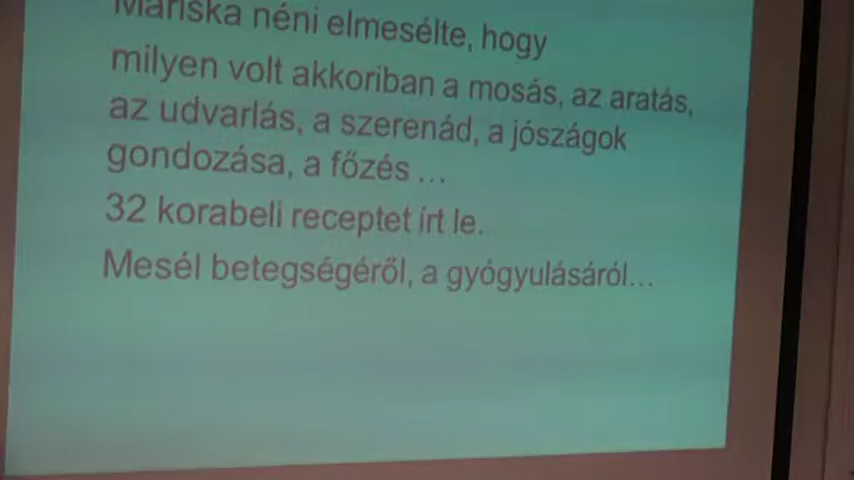 Mariska néni elmesélte, hogy
milyen volt akkoriban a mosás, az aratás,
az udvarlás, a szerenád, a jószágok
gondozása, a főzés ...
32 korabeli receptet írt le.
Mesél betegségéről, a gyógyulásáról...